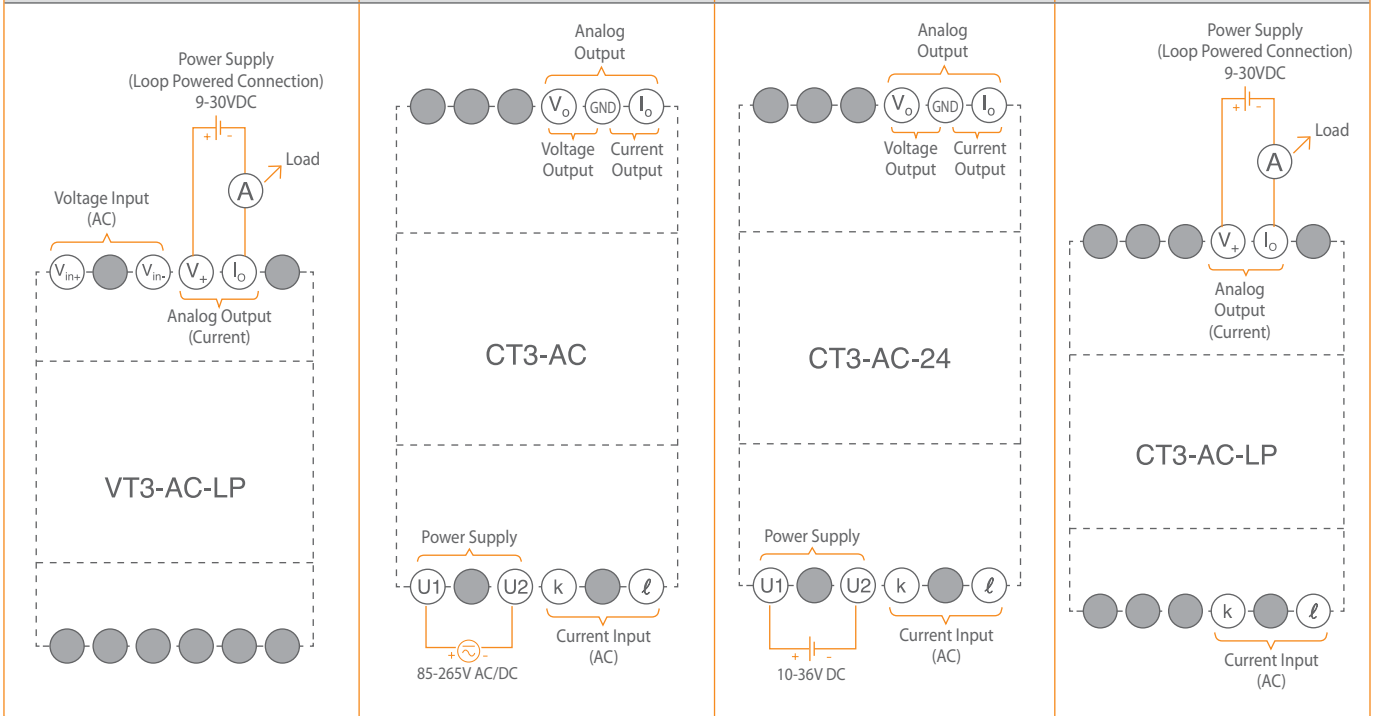 Power Supply
(Loop Powered Connection)
9-30VDC
+ -
A
Load
Voltage Input
(AC)
Vin+ Vin- V+ IO
Analog Output
(Current)
VT3-AC-LP
Analog
Output
Vo GND Io
Voltage Output
Current Output
CT3-AC
Power Supply
U1 U2 k ℓ
Current Input
(AC)
+ -
85-265V AC/DC
Analog
Output
Vo GND Io
Voltage Output
Current Output
CT3-AC-24
Power Supply
U1 U2 k ℓ
Current Input
(AC)
+ -
10-36V DC
Power Supply
(Loop Powered Connection)
9-30VDC
+ -
A
Load
V+ Io
Analog
Output
(Current)
CT3-AC-LP
k ℓ
Current Input
(AC)